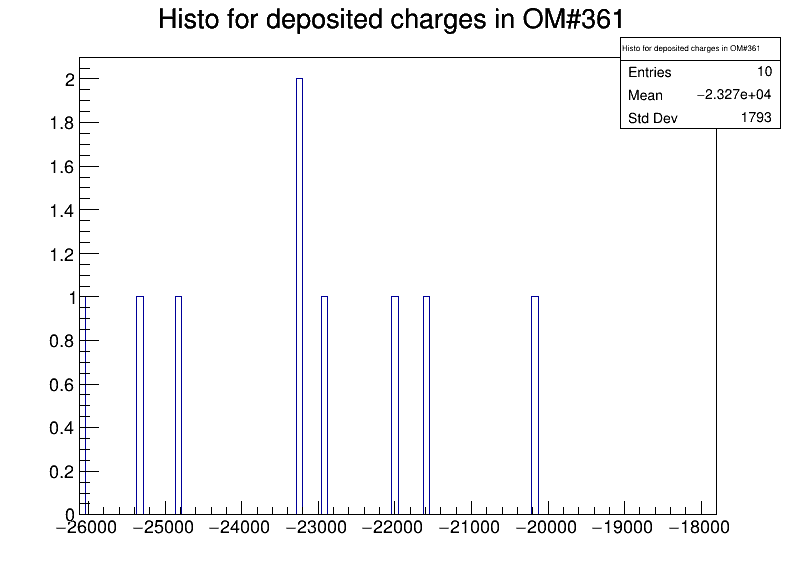 Histo for deposited charges in OM#361
Histo for deposited charges in OM#361
Entries 10
Mean −2.327e+04
Std Dev 1793
2
1.8
1.6
1.4
1.2
1
0.8
0.6
0.4
0.2
0
−26000 −25000 −24000 −23000 −22000 −21000 −20000 −19000 −18000